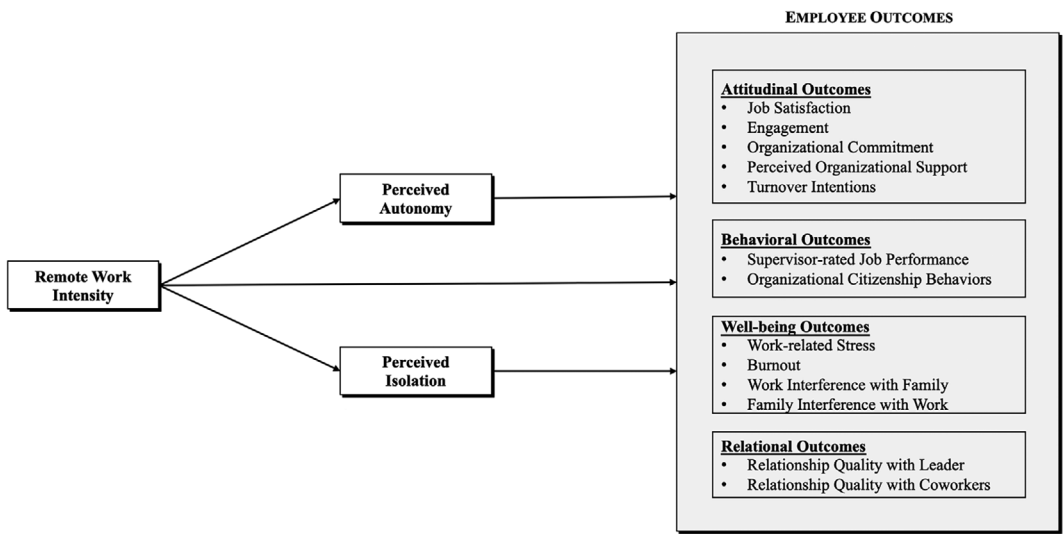 EMPLOYEE OUTCOMES
Attitudinal Outcomes
• Job Satisfaction
• Engagement
• Organizational Commitment
• Perceived Organizational Support
• Turnover Intentions
Perceived
Autonomy
Behavioral Outcomes
• Supervisor-rated Job Performance
• Organizational Citizenship Behaviors
Remote Work
Intensity
Well-being Outcomes
• Work-related Stress
• Burnout
• Work Interference with Family
• Family Interference with Work
Perceived
Isolation
Relational Outcomes
• Relationship Quality with Leader
• Relationship Quality with Coworkers